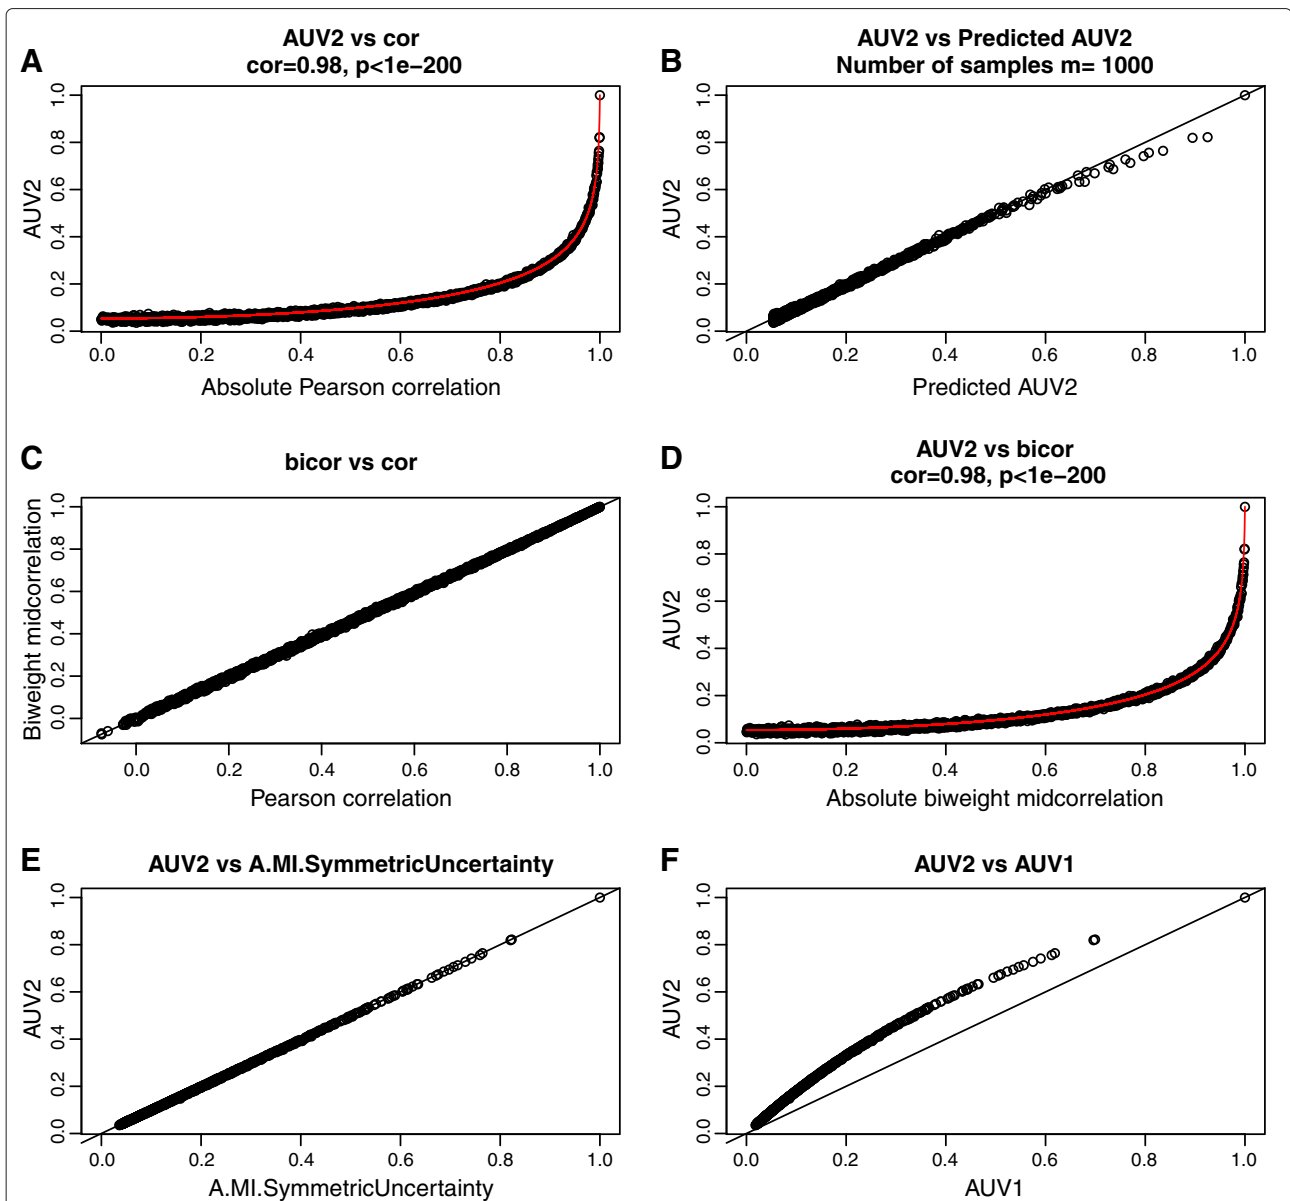 A
AUV2 vs cor
cor=0.98, p<1e−200
AUV2
0.0 0.2 0.4 0.6 0.8 1.0
0.0 0.2 0.4 0.6 0.8 1.0
Absolute Pearson correlation
B
AUV2 vs Predicted AUV2
Number of samples m= 1000
AUV2
0.0 0.2 0.4 0.6 0.8 1.0
0.0 0.2 0.4 0.6 0.8 1.0
Predicted AUV2
C
bicor vs cor
Biweight midcorrelation
0.0 0.2 0.4 0.6 0.8 1.0
0.0 0.2 0.4 0.6 0.8 1.0
Pearson correlation
D
AUV2 vs bicor
cor=0.98, p<1e−200
AUV2
0.0 0.2 0.4 0.6 0.8 1.0
0.0 0.2 0.4 0.6 0.8 1.0
Absolute biweight midcorrelation
E
AUV2 vs A.MI.SymmetricUncertainty
AUV2
0.0 0.2 0.4 0.6 0.8 1.0
0.0 0.2 0.4 0.6 0.8 1.0
A.MI.SymmetricUncertainty
F
AUV2 vs AUV1
AUV2
0.0 0.2 0.4 0.6 0.8 1.0
0.0 0.2 0.4 0.6 0.8 1.0
AUV1